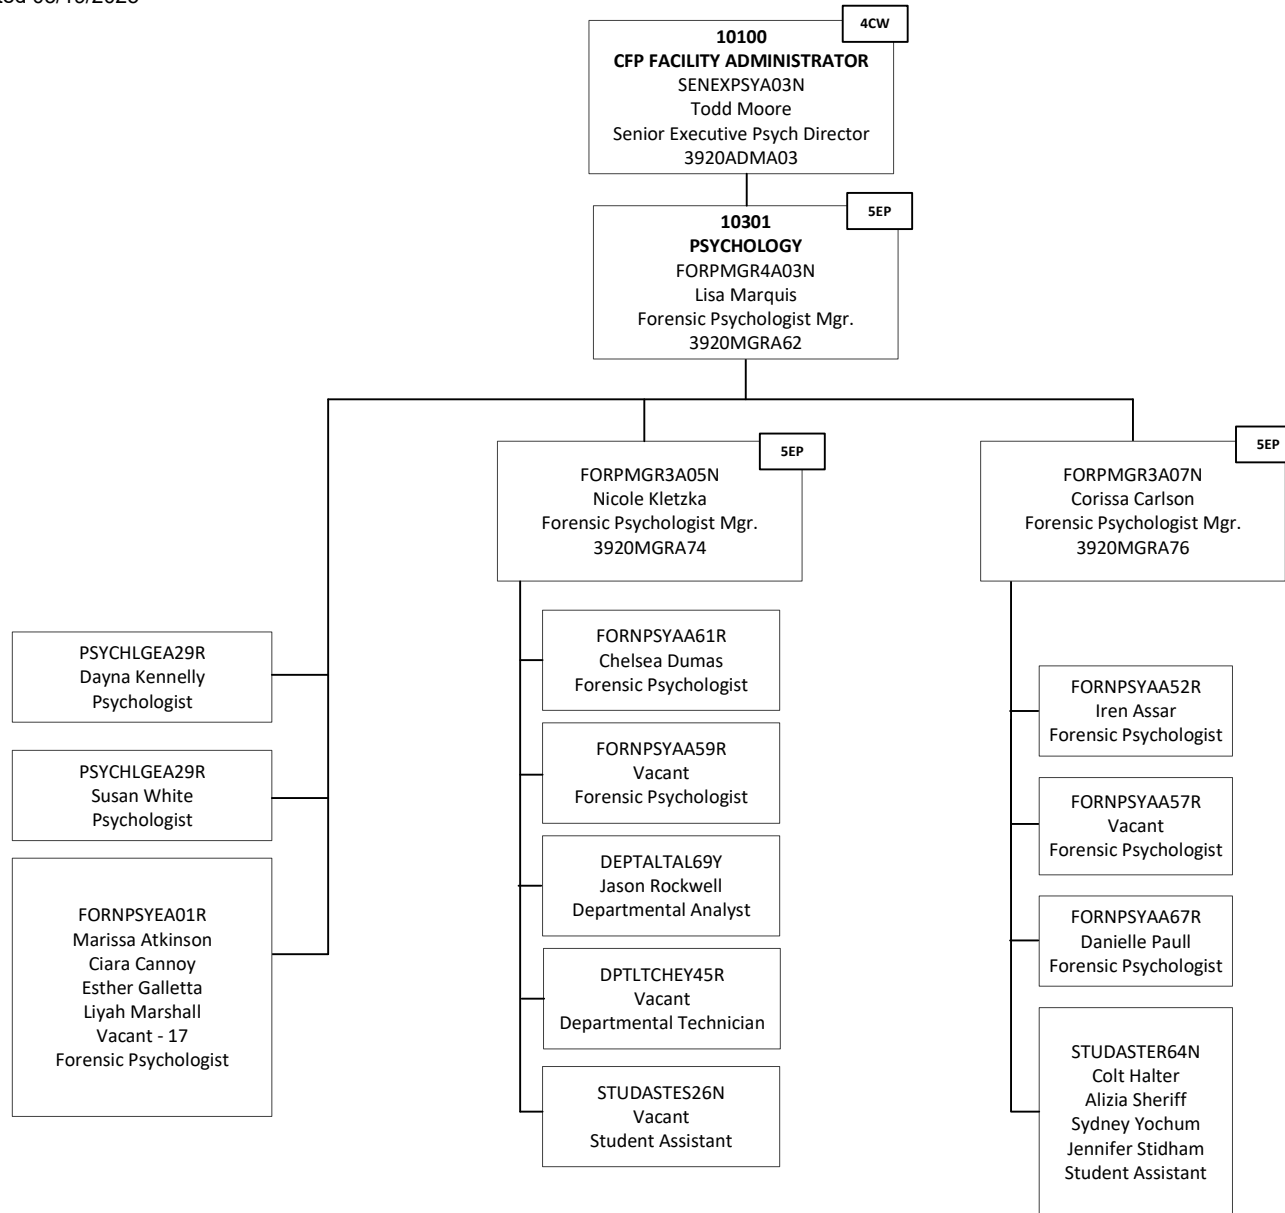 4CW
10100
CFP FACILITY ADMINISTRATOR
SENEXPSYA03N
Todd Moore
Senior Executive Psych Director
3920ADMA03
5EP
10301
PSYCHOLOGY
FORPMGR4A03N
Lisa Marquis
Forensic Psychologist Mgr.
3920MGRA62
5EP
FORPMGR3A05N
Nicole Kletzka
Forensic Psychologist Mgr.
3920MGRA74
5EP
FORPMGR3A07N
Corissa Carlson
Forensic Psychologist Mgr.
3920MGRA76
PSYCHLGEA29R
Dayna Kennelly
Psychologist
PSYCHLGEA29R
Susan White
Psychologist
FORNPSYEA01R
Marissa Atkinson
Ciara Cannoy
Esther Galletta
Liyah Marshall
Vacant - 17
Forensic Psychologist
FORNPSYAA61R
Chelsea Dumas
Forensic Psychologist
FORNPSYAA59R
Vacant
Forensic Psychologist
DEPTALTAL69Y
Jason Rockwell
Departmental Analyst
DPTLTCHEY45R
Vacant
Departmental Technician
STUDASTES26N
Vacant
Student Assistant
FORNPSYAA52R
Iren Assar
Forensic Psychologist
FORNPSYAA57R
Vacant
Forensic Psychologist
FORNPSYAA67R
Danielle Paull
Forensic Psychologist
STUDASTER64N
Colt Halter
Alizia Sheriff
Sydney Yochum
Jennifer Stidham
Student Assistant